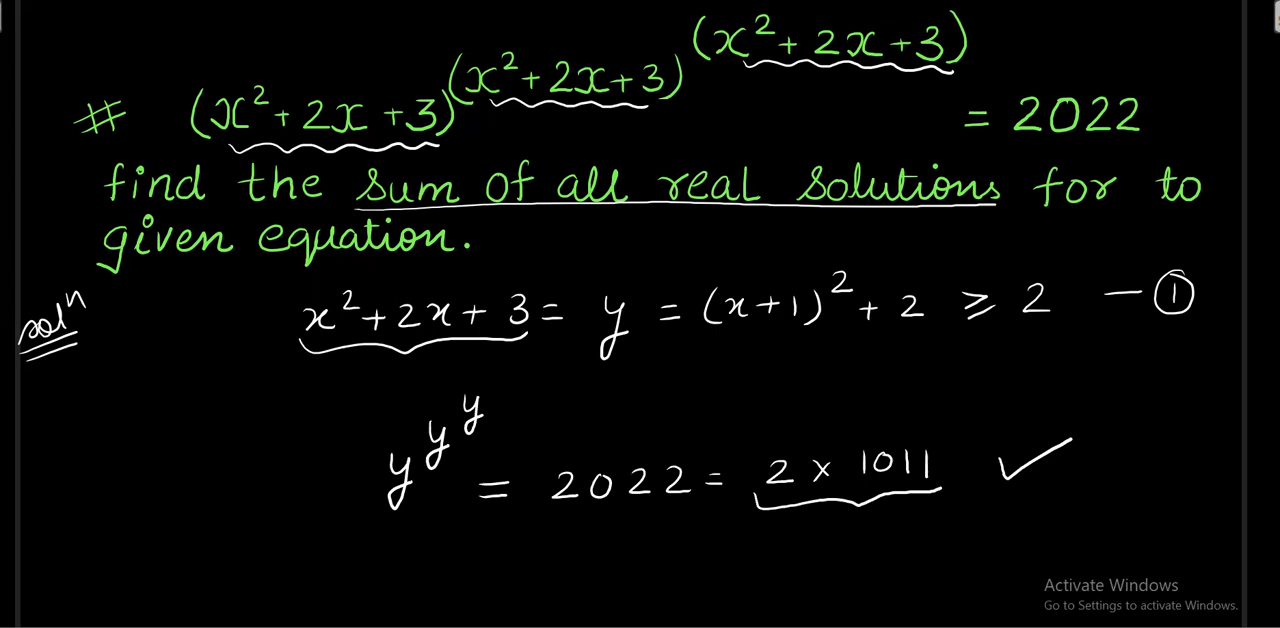 # (x² + 2x + 3)^(x² + 2x + 3)^(x² + 2x + 3) = 2022
find the sum of all real solutions for to
given equation.
solⁿ x² + 2x + 3 = y = (x+1)² + 2 ⩾ 2 — ①
y^y^y = 2022 = 2 × 1011 ✓
Activate Windows
Go to Settings to activate Windows.